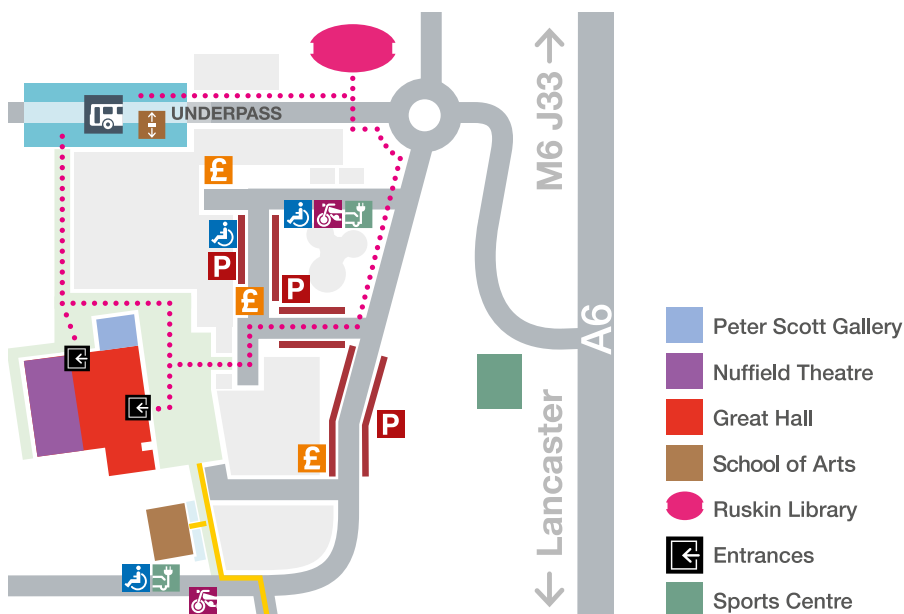 M6 J33
UNDERPASS
£
P
P
£
A6
Peter Scott Gallery
Nuffield Theatre
Great Hall
P
£
Lancaster
School of Arts
Ruskin Library
Entrances
Sports Centre